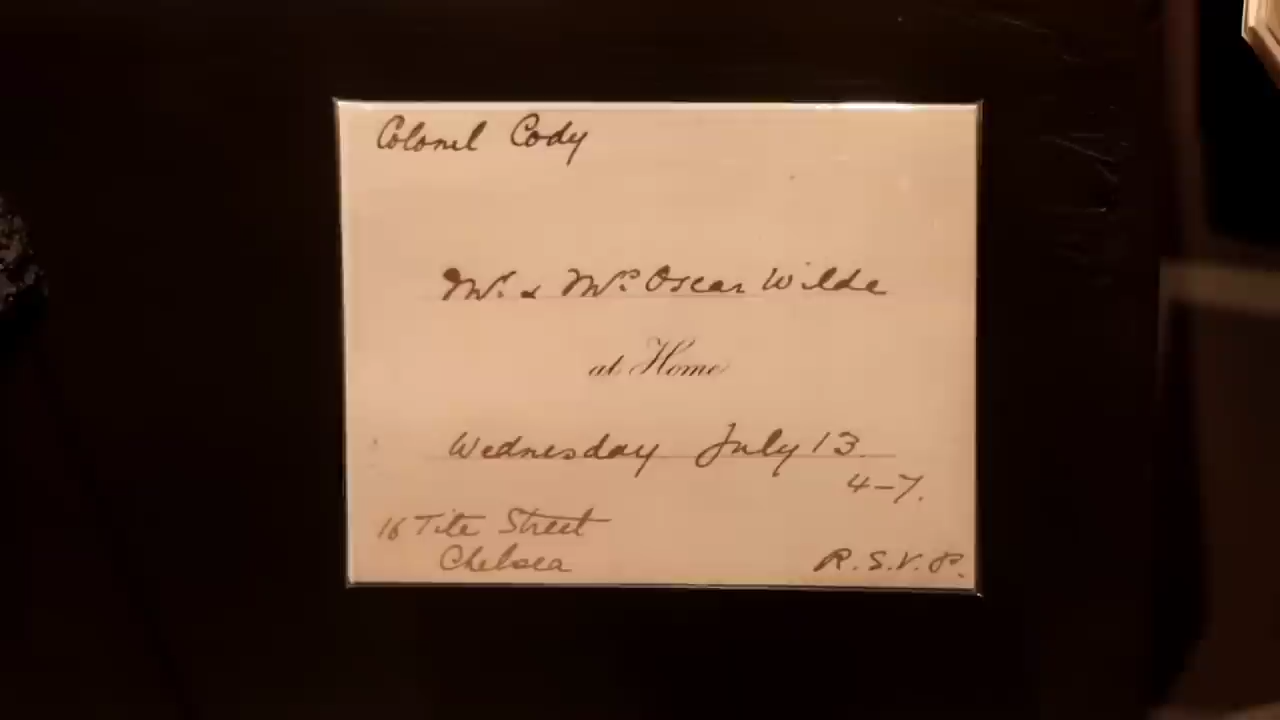 Colonel Cody
Mr. & Mrs Oscar Wilde
at Home
Wednesday July 13.
4-7.
16 Tite Street
Chelsea
R.S.V.P.